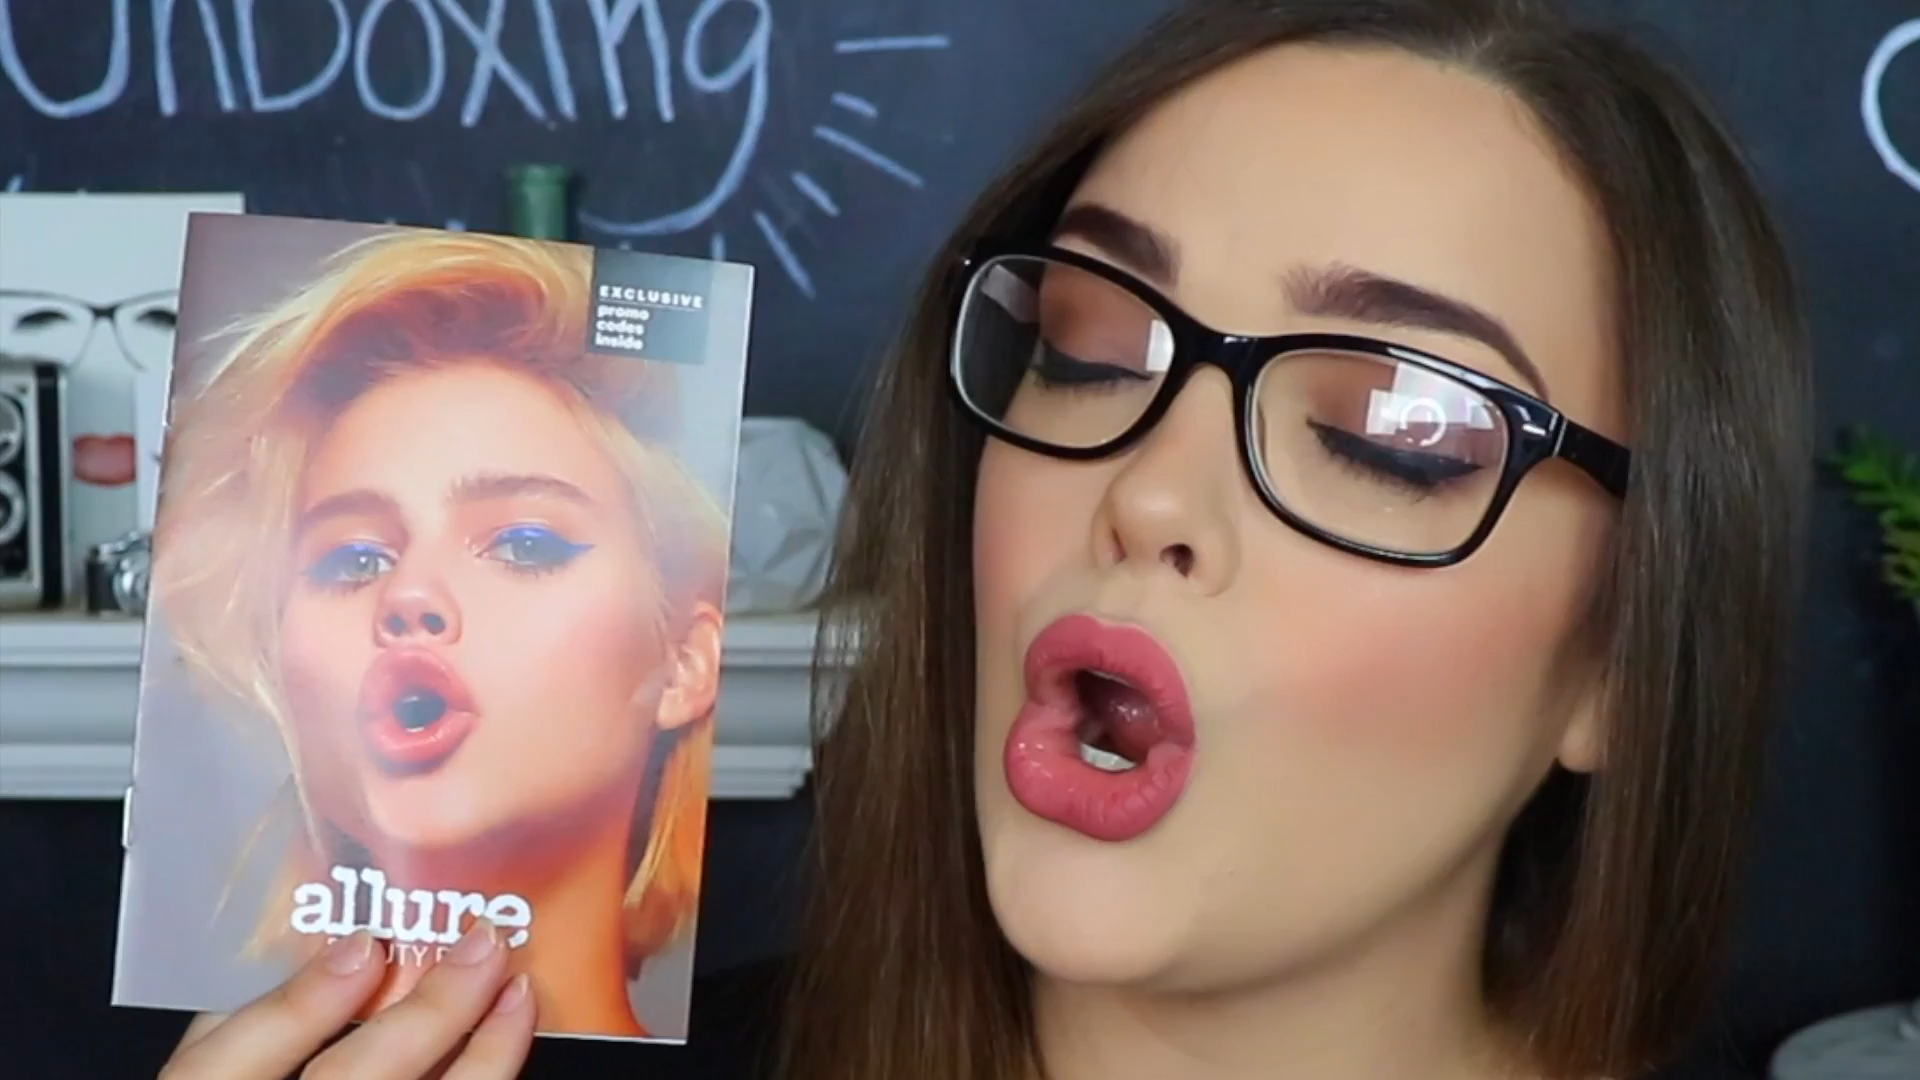 Unboxing
EXCLUSIVE
promo
codes
inside
allure